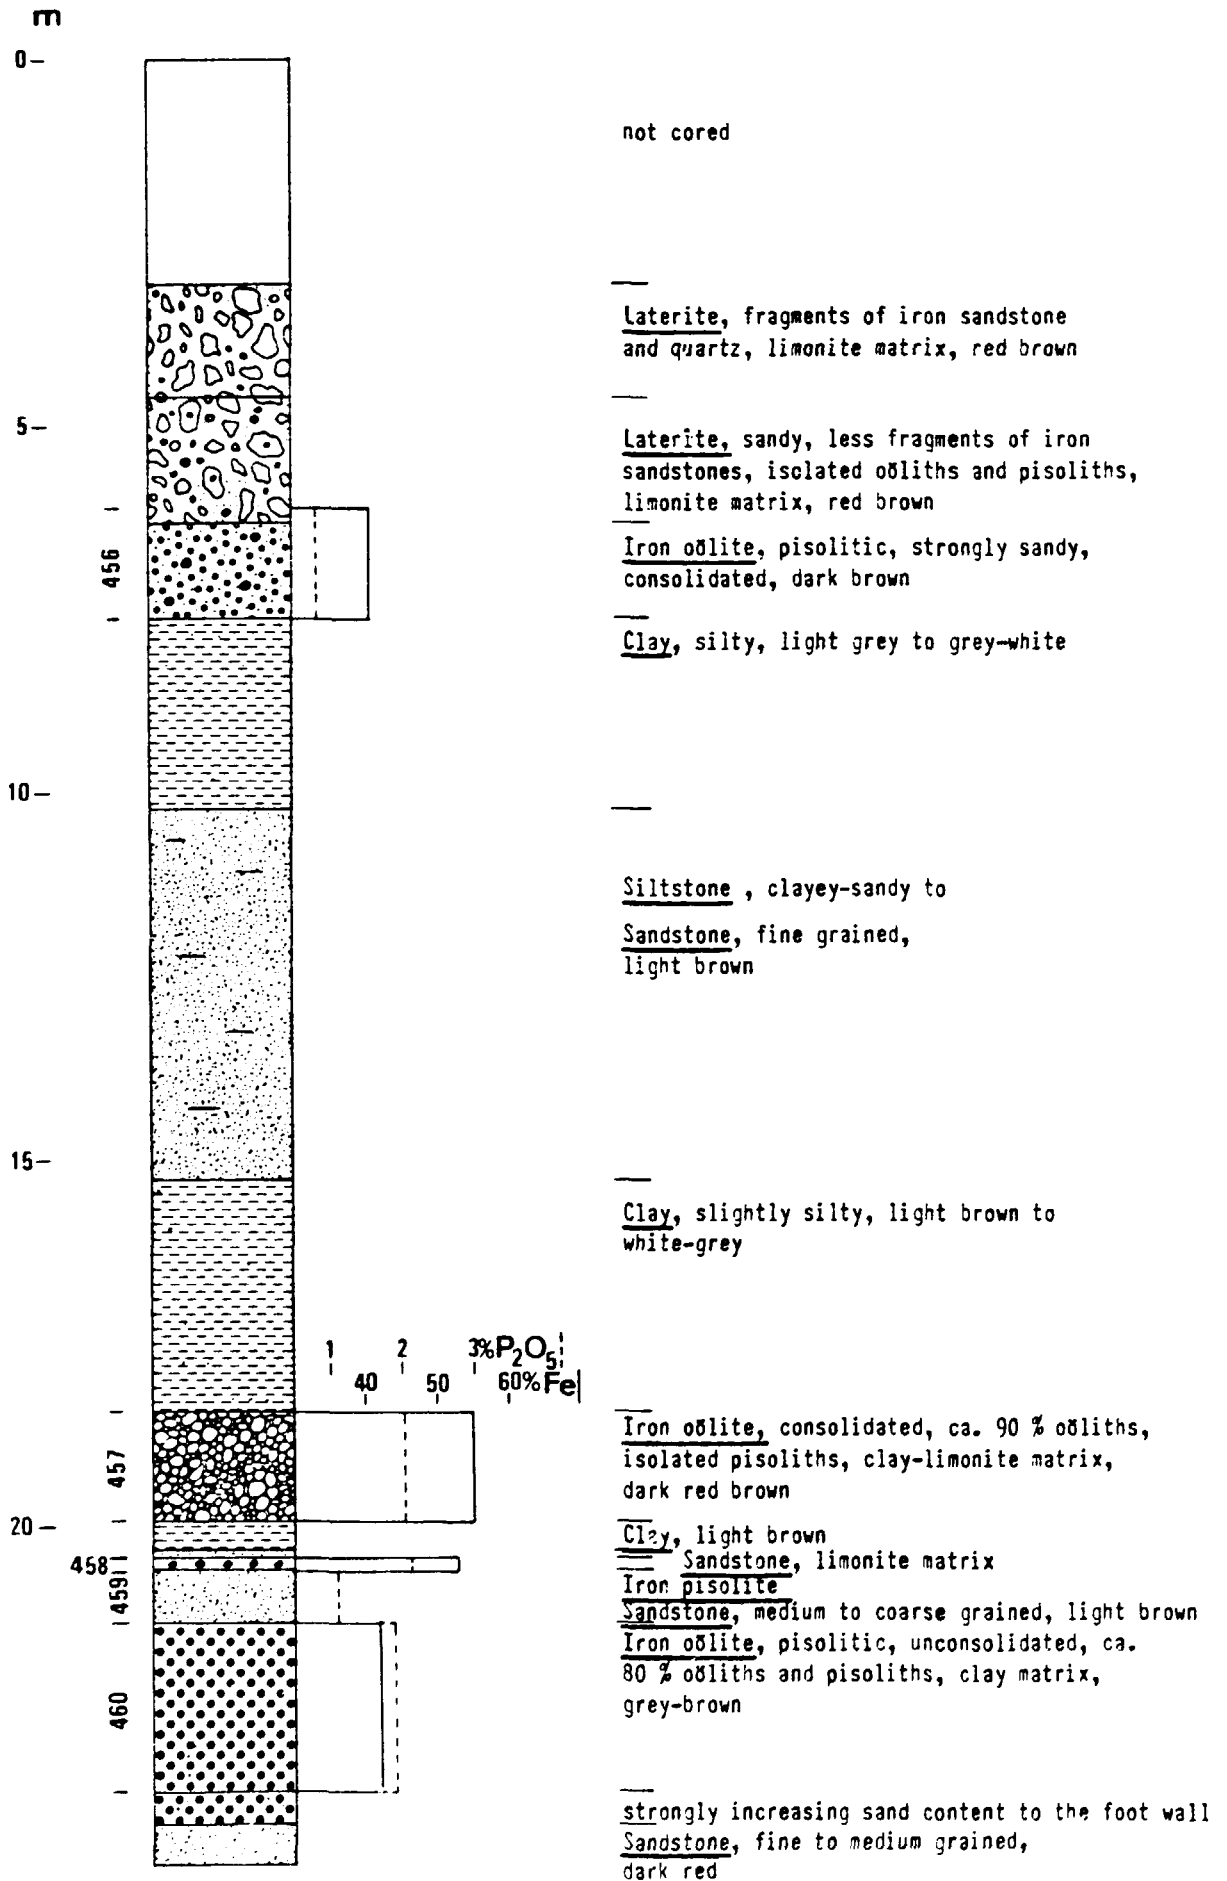 m
0—
not cored
Laterite, fragments of iron sandstone
and quartz, limonite matrix, red brown
5—
Laterite, sandy, less fragments of iron
sandstones, isolated oöliths and pisoliths,
limonite matrix, red brown
456
Iron oölite, pisolitic, strongly sandy,
consolidated, dark brown
Clay, silty, light grey to grey-white
10—
Siltstone , clayey-sandy to
Sandstone, fine grained,
light brown
15—
Clay, slightly silty, light brown to
white-grey
1 2 3% P₂O₅
40 50 60% Fe
457
Iron oölite, consolidated, ca. 90 % oöliths,
isolated pisoliths, clay-limonite matrix,
dark red brown
20—
Clay, light brown
458
Sandstone, limonite matrix
459
Iron pisolite
Sandstone, medium to coarse grained, light brown
460
Iron oölite, pisolitic, unconsolidated, ca.
80 % oöliths and pisoliths, clay matrix,
grey-brown
strongly increasing sand content to the foot wall
Sandstone, fine to medium grained,
dark red